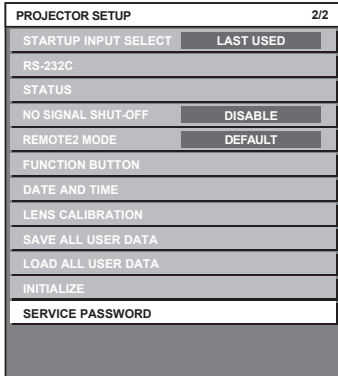 PROJECTOR SETUP 2/2
STARTUP INPUT SELECT LAST USED
RS-232C
STATUS
NO SIGNAL SHUT-OFF DISABLE
REMOTE2 MODE DEFAULT
FUNCTION BUTTON
DATE AND TIME
LENS CALIBRATION
SAVE ALL USER DATA
LOAD ALL USER DATA
INITIALIZE
SERVICE PASSWORD